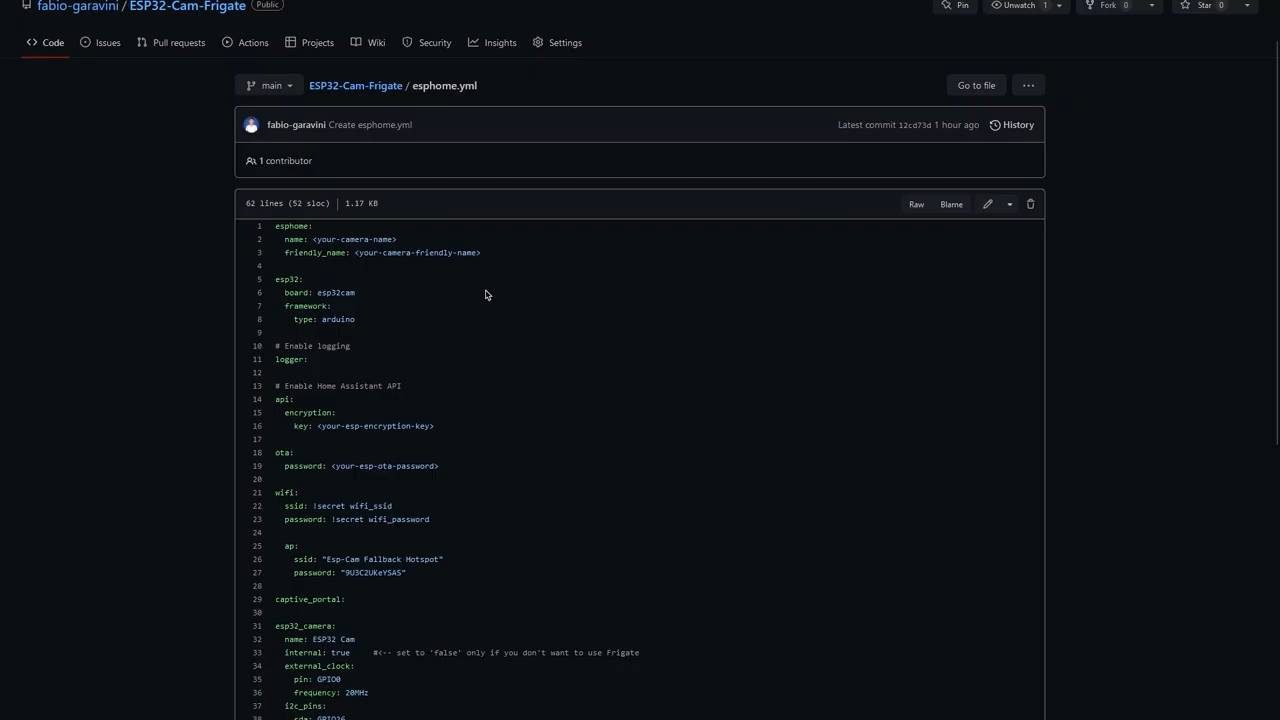 fabio-garavini / ESP32-Cam-Frigate Public
Pin Unwatch 1 Fork 0 Star 0
Code Issues Pull requests Actions Projects Wiki Security Insights Settings
main ESP32-Cam-Frigate / esphome.yml Go to file ...
fabio-garavini Create esphome.yml Latest commit 12cd73d 1 hour ago History
1 contributor
62 lines (52 sloc) 1.17 KB Raw Blame
1 esphome:
2 name: <your-camera-name>
3 friendly_name: <your-camera-friendly-name>
4
5 esp32:
6 board: esp32cam
7 framework:
8 type: arduino
9
10 # Enable logging
11 logger:
12
13 # Enable Home Assistant API
14 api:
15 encryption:
16 key: <your-esp-encryption-key>
17
18 ota:
19 password: <your-esp-ota-password>
20
21 wifi:
22 ssid: !secret wifi_ssid
23 password: !secret wifi_password
24
25 ap:
26 ssid: "Esp-Cam Fallback Hotspot"
27 password: "9U3C2UKeYSAS"
28
29 captive_portal:
30
31 esp32_camera:
32 name: ESP32 Cam
33 internal: true #<-- set to 'false' only if you don't want to use Frigate
34 external_clock:
35 pin: GPIO0
36 frequency: 20MHz
37 i2c_pins:
38 sda: GPIO26